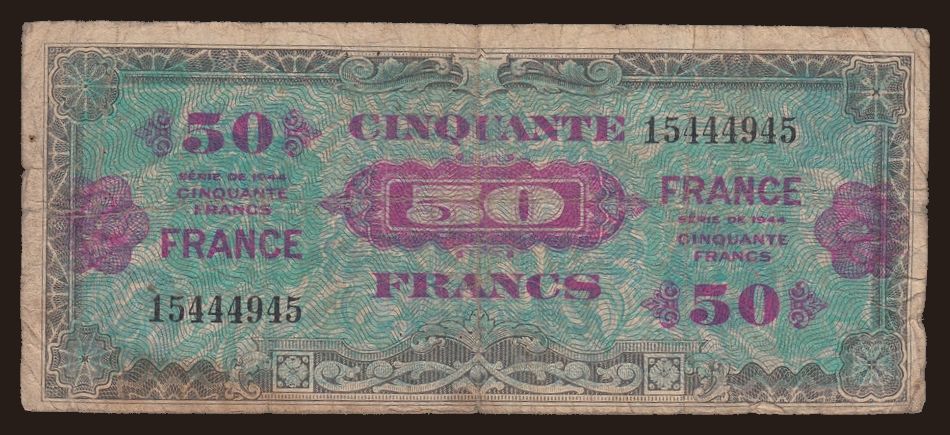 50
SÉRIE DE 1944
CINQUANTE
FRANCS
FRANCE
15444945
CINQUANTE
50
FRANCS
15444945
FRANCE
SÉRIE DE 1944
CINQUANTE
FRANCS
50